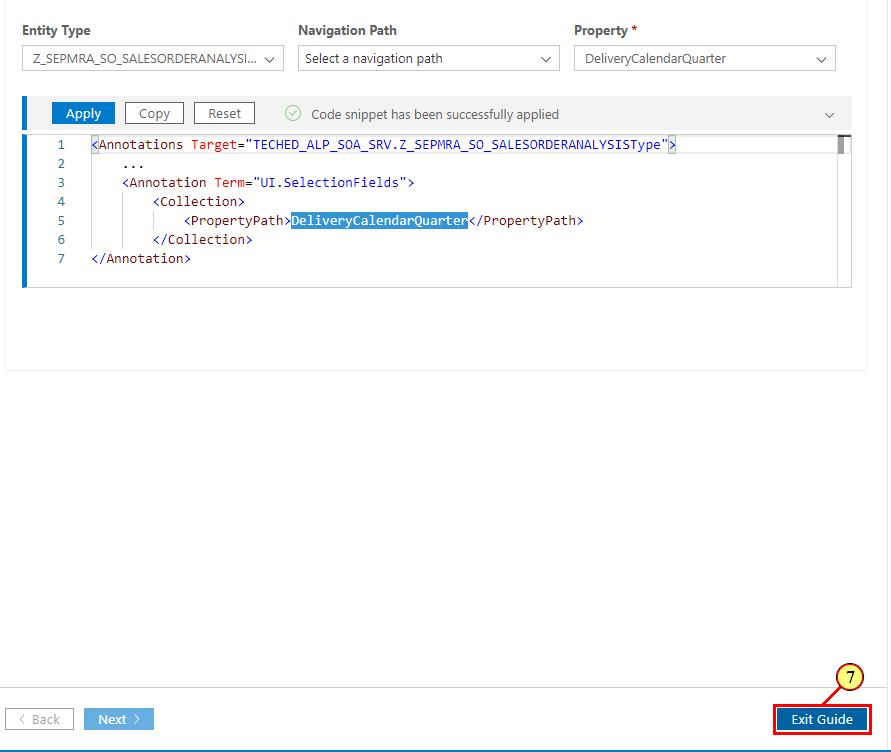 Entity Type Navigation Path Property *
Z_SEPMRA_SO_SALESORDERANALYSI... Select a navigation path DeliveryCalendarQuarter
Apply Copy Reset Code snippet has been successfully applied
1 <Annotations Target="TECHED_ALP_SOA_SRV.Z_SEPMRA_SO_SALESORDERANALYSISType">
2 ...
3 <Annotation Term="UI.SelectionFields">
4 <Collection>
5 <PropertyPath>DeliveryCalendarQuarter</PropertyPath>
6 </Collection>
7 </Annotation>
7
< Back Next > Exit Guide